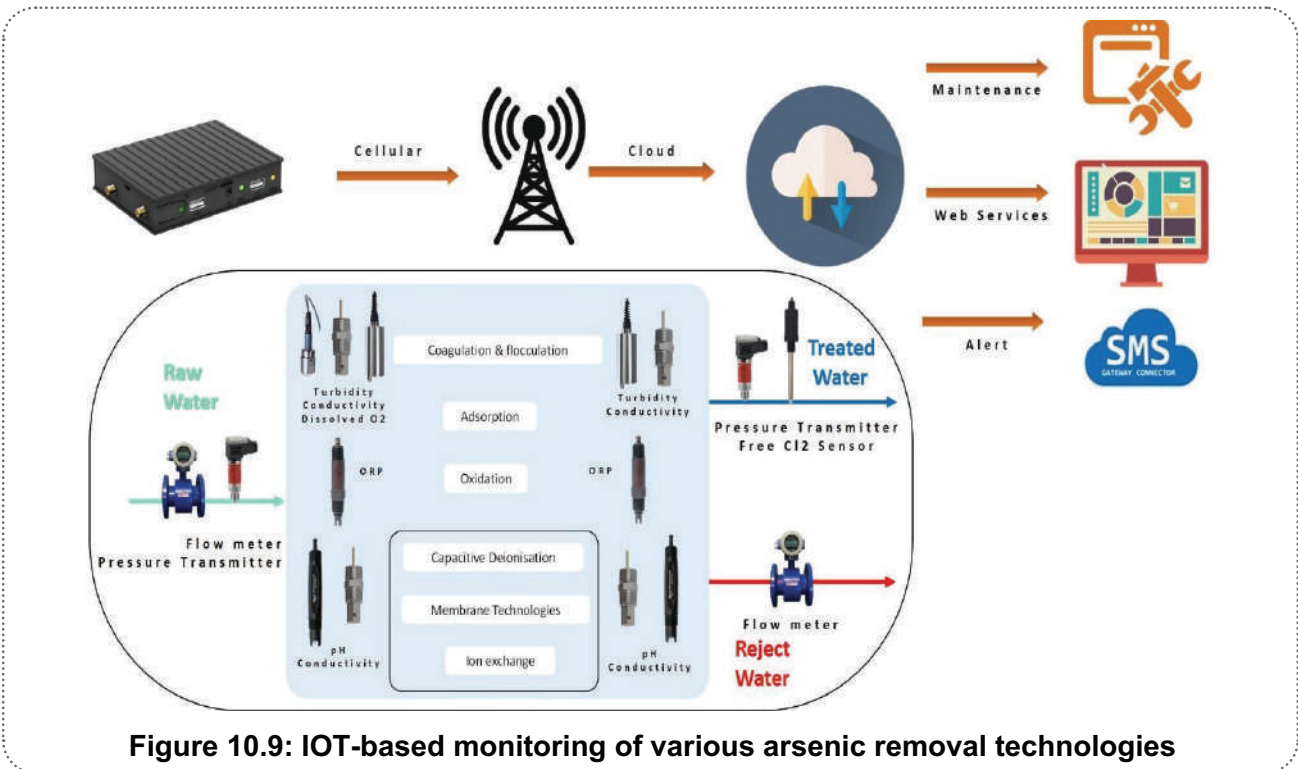 Cellular
Cloud
Maintenance
Web Services
Alert
SMS
GATEWAY CONNECTOR
Raw
Water
Flow meter
Pressure Transmitter
Turbidity
Conductivity
Dissolved O2
ORP
pH
Conductivity
Coagulation & flocculation
Adsorption
Oxidation
Capacitive Deionisation
Membrane Technologies
Ion exchange
Turbidity
Conductivity
ORP
pH
Conductivity
Treated
Water
Pressure Transmitter
Free Cl2 Sensor
Flow meter
Reject
Water
Figure 10.9: IOT-based monitoring of various arsenic removal technologies